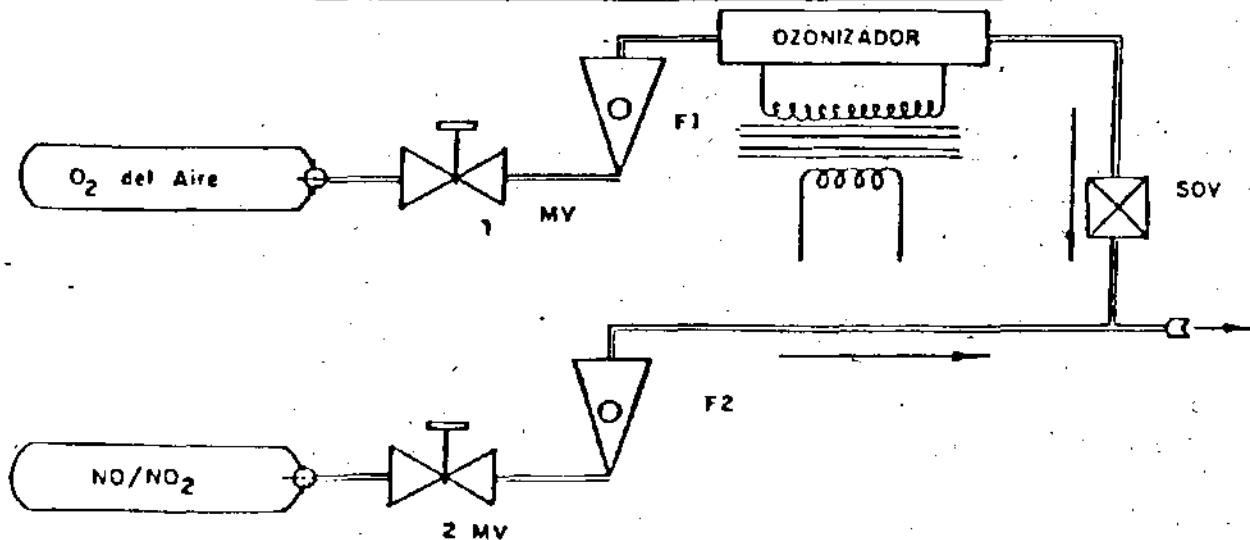 OZONIZADOR
F1
O2 del Aire
SOV
1 MV
F2
NO/NO2
2 MV